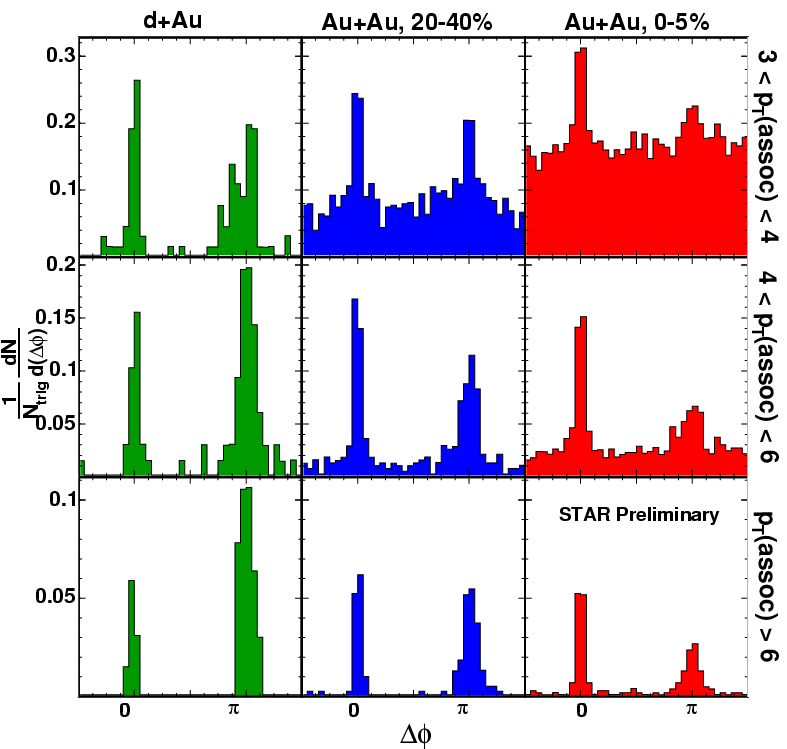 d+Au Au+Au, 20-40% Au+Au, 0-5%
0.3
0.2
0.1
3 < pT(assoc) < 4
0.2
0.15
0.1
0.05
4 < pT(assoc) < 6
1 dN
Ntrig d(Δϕ)
0.1
0.05
STAR Preliminary
pT(assoc) > 6
0 π 0 π 0 π
Δϕ